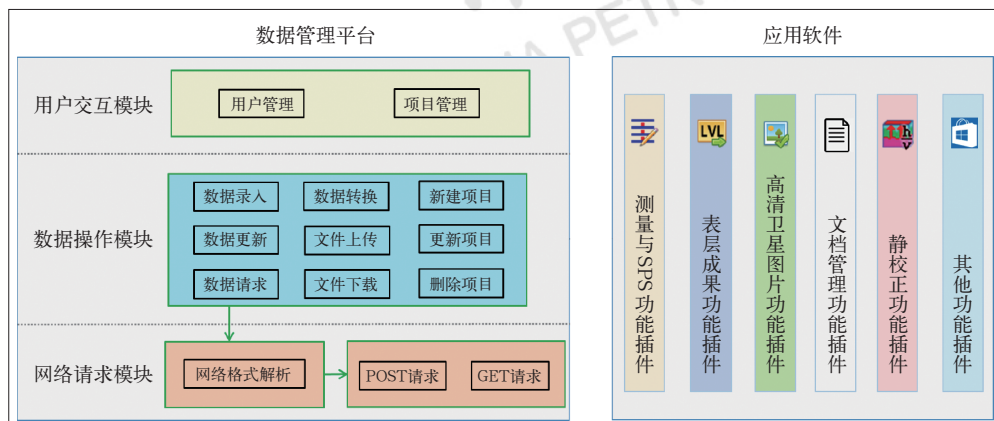 数据管理平台
用户交互模块
用户管理 项目管理
数据操作模块
数据录入 数据转换 新建项目
数据更新 文件上传 更新项目
数据请求 文件下载 删除项目
网络请求模块
网络格式解析 POST请求 GET请求
应用软件
测量与SPS功能插件
LVL
表层成果功能插件
高清卫星图片功能插件
文档管理功能插件
h/v
静校正功能插件
其他功能插件